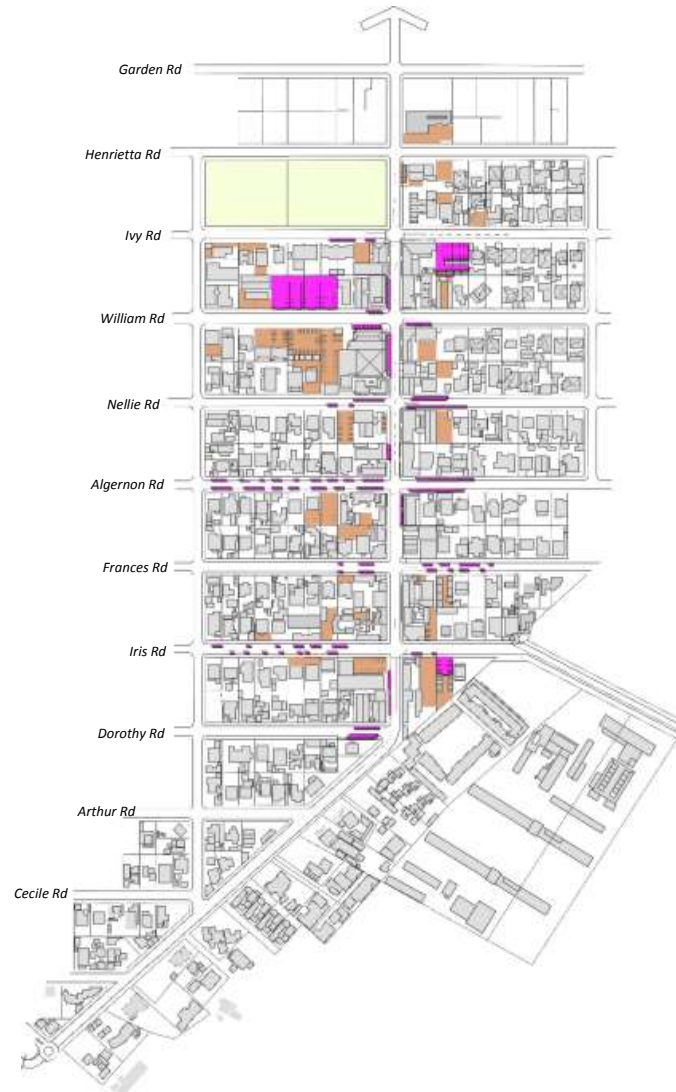 Garden Rd
Henrietta Rd
Ivy Rd
William Rd
Nellie Rd
Algernon Rd
Frances Rd
Iris Rd
Dorothy Rd
Arthur Rd
Cecile Rd